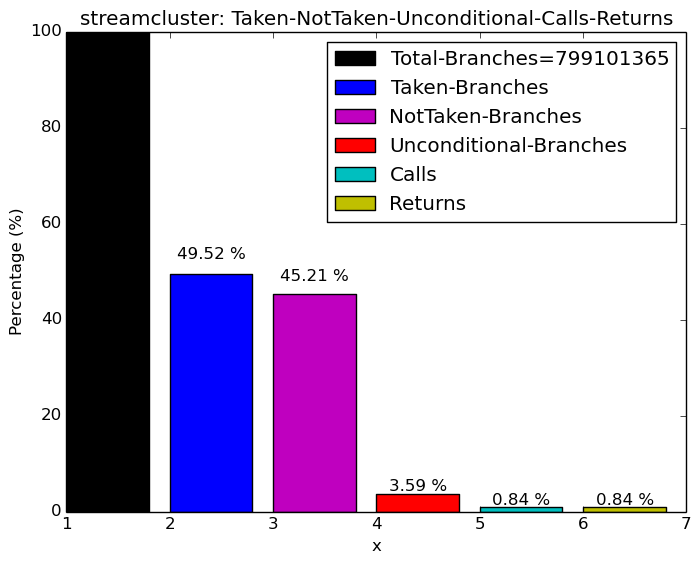 streamcluster: Taken-NotTaken-Unconditional-Calls-Returns
100
80
60
40
20
0
Percentage (%)
Total-Branches=799101365
Taken-Branches
NotTaken-Branches
Unconditional-Branches
Calls
Returns
49.52 %
45.21 %
3.59 %
0.84 %
0.84 %
1 2 3 4 5 6 7
x